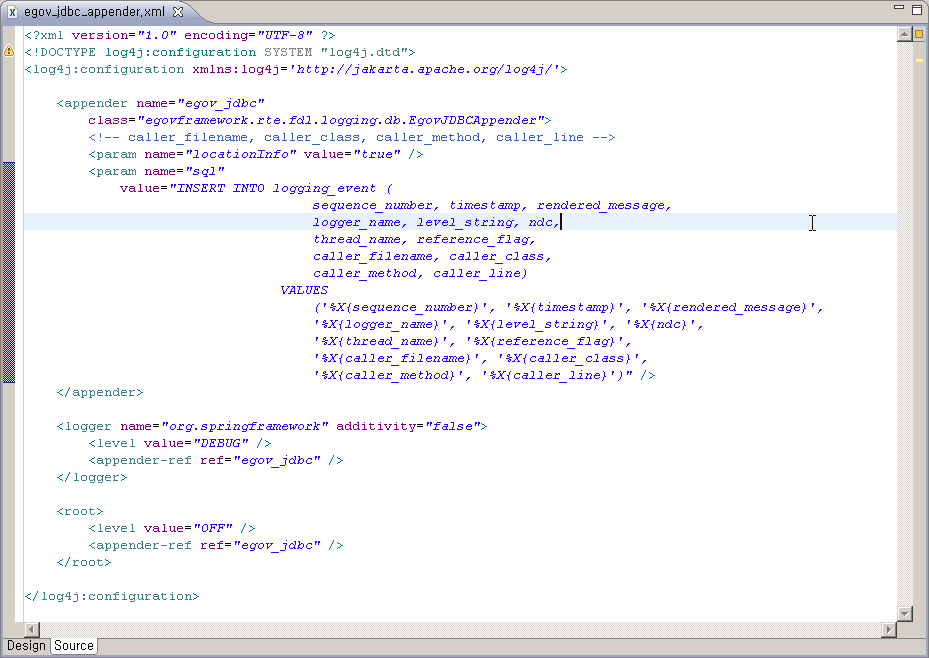 egov_jdbc_appender.xml
<?xml version="1.0" encoding="UTF-8" ?>
<!DOCTYPE log4j:configuration SYSTEM "log4j.dtd">
<log4j:configuration xmlns:log4j='http://jakarta.apache.org/log4j/'>
<appender name="egov_jdbc"
class="egovframework.rte.fdl.logging.db.EgovJDBCAppender">
<!-- caller_filename, caller_class, caller_method, caller_line -->
<param name="locationInfo" value="true" />
<param name="sql"
value="INSERT INTO logging_event (
sequence_number, timestamp, rendered_message,
logger_name, level_string, ndc,
thread_name, reference_flag,
caller_filename, caller_class,
caller_method, caller_line)
VALUES
('%X{sequence_number}', '%X{timestamp}', '%X{rendered_message}',
'%X{logger_name}', '%X{level_string}', '%X{ndc}',
'%X{thread_name}', '%X{reference_flag}',
'%X{caller_filename}', '%X{caller_class}',
'%X{caller_method}', '%X{caller_line}')" />
</appender>
<logger name="org.springframework" additivity="false">
<level value="DEBUG" />
<appender-ref ref="egov_jdbc" />
</logger>
<root>
<level value="OFF" />
<appender-ref ref="egov_jdbc" />
</root>
</log4j:configuration>
Design Source